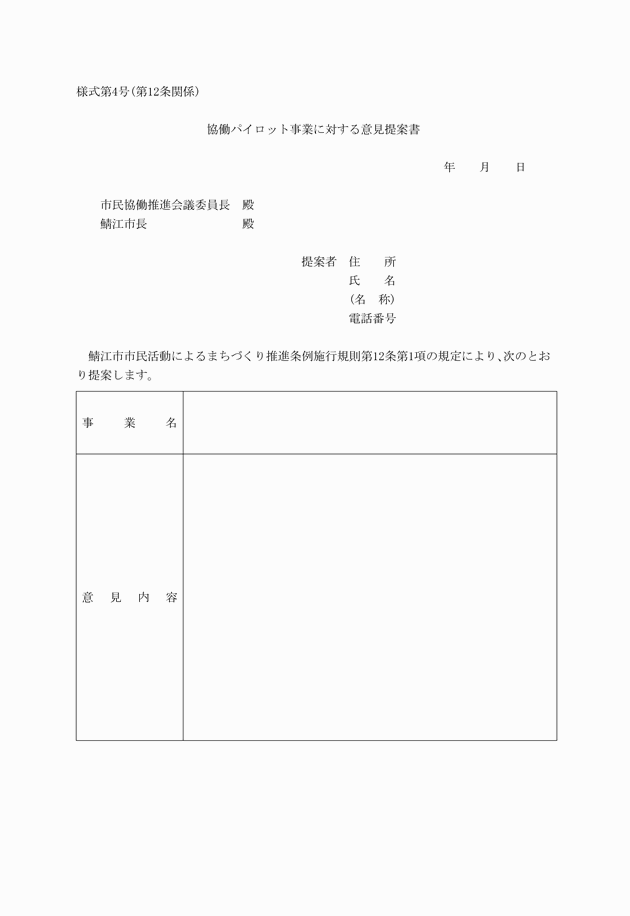 様式第4号(第12条関係)
協働パイロット事業に対する意見提案書
年　　月　　日
市民協働推進会議委員長　殿
鯖江市長　　　　　　　　殿
提案者　住　　所
氏　　名
(名　称)
電話番号
　鯖江市市民活動によるまちづくり推進条例施行規則第12条第1項の規定により、次のとお
り提案します。
事　業　名
意　見　内　容